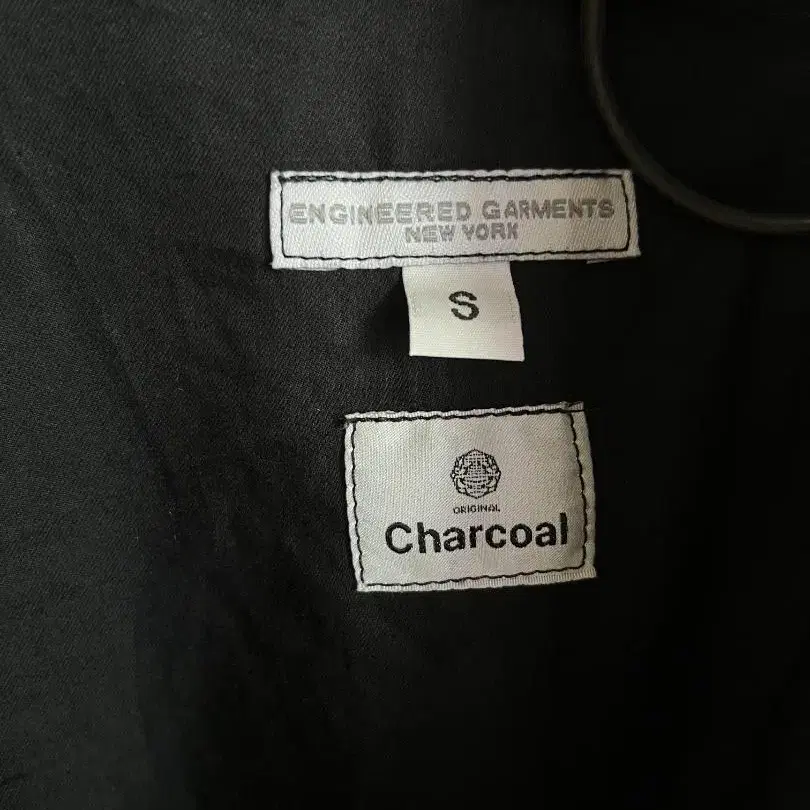 ENGINEERED GARMENTS
NEW YORK
S
ORIGINAL
Charcoal